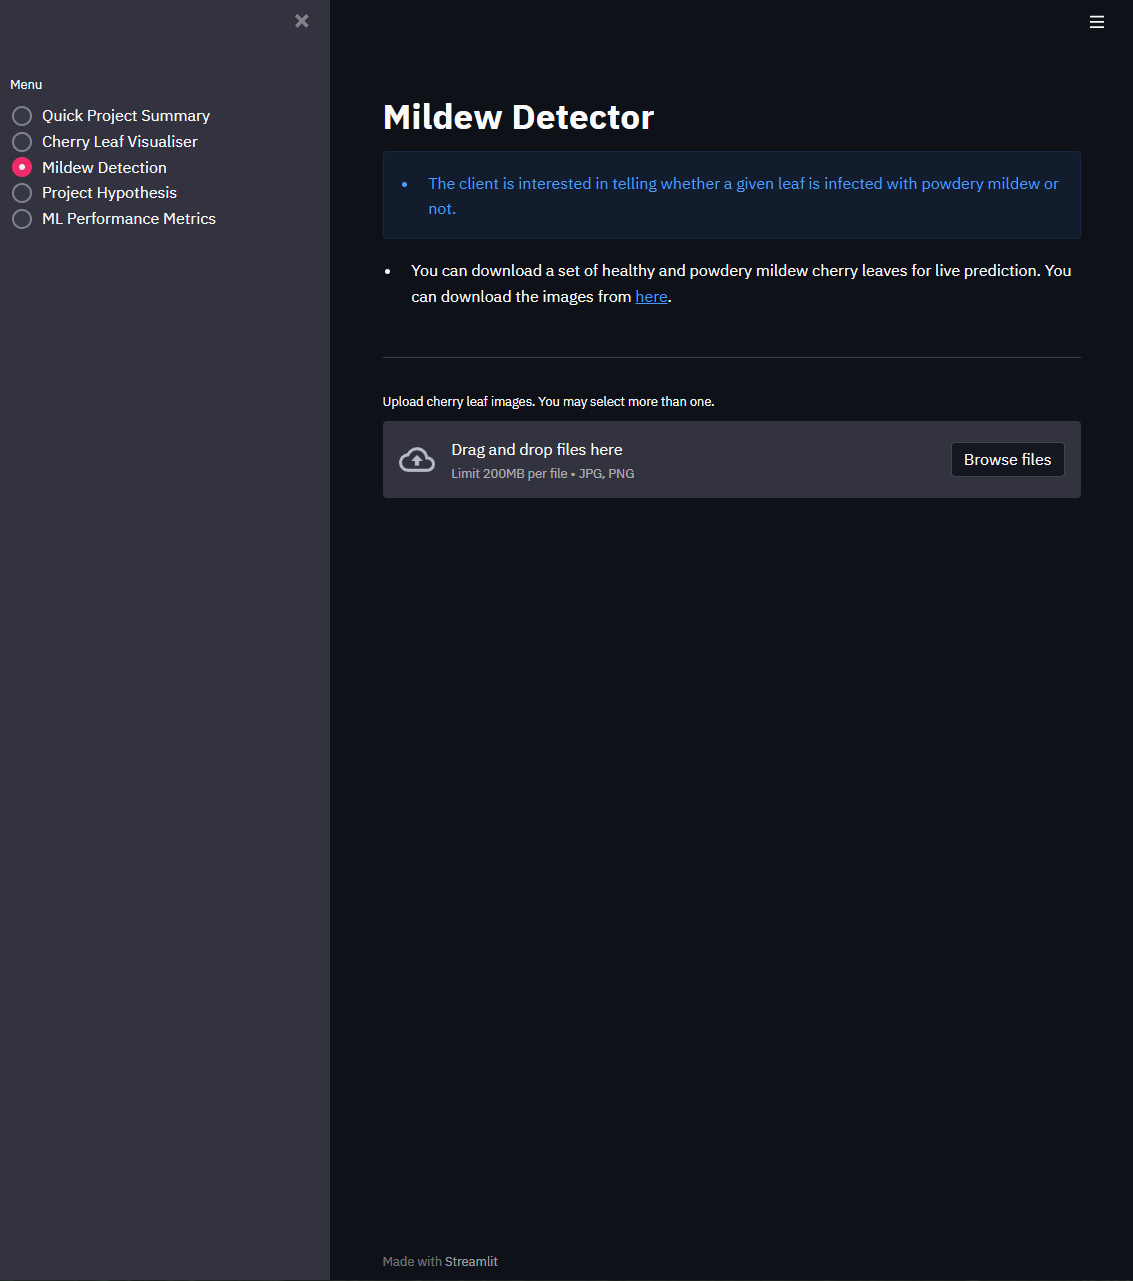 Menu
Quick Project Summary
Cherry Leaf Visualiser
Mildew Detection
Project Hypothesis
ML Performance Metrics
Mildew Detector
• The client is interested in telling whether a given leaf is infected with powdery mildew or
not.
• You can download a set of healthy and powdery mildew cherry leaves for live prediction. You
can download the images from here.
Upload cherry leaf images. You may select more than one.
Drag and drop files here
Limit 200MB per file • JPG, PNG
Browse files
Made with Streamlit